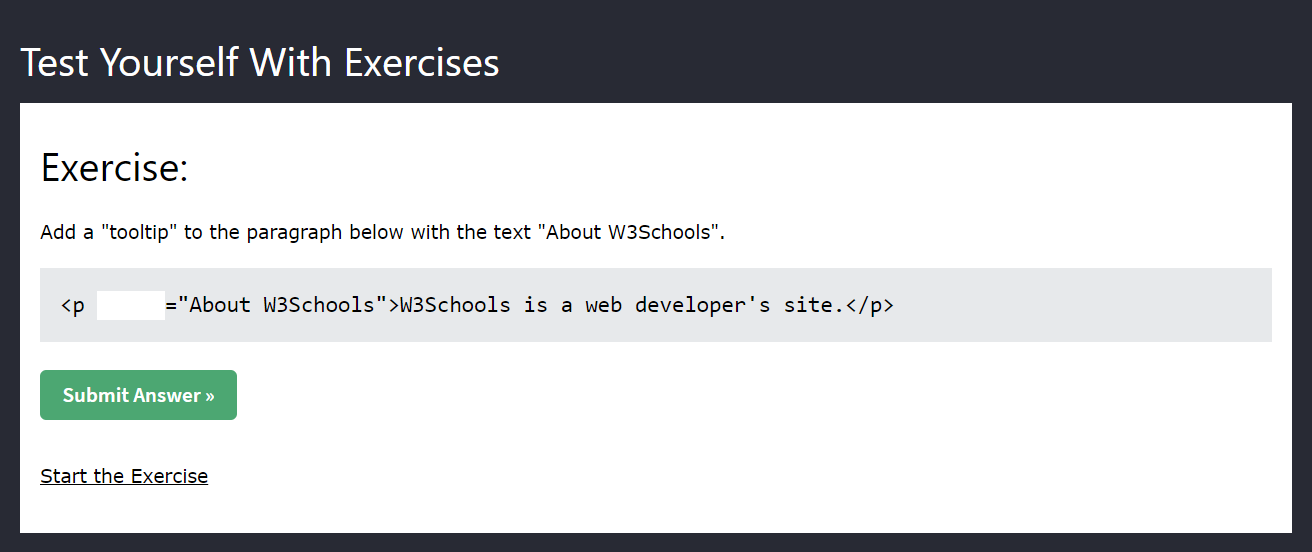 Test Yourself With Exercises
Exercise:
Add a "tooltip" to the paragraph below with the text "About W3Schools".
<p ="About W3Schools">W3Schools is a web developer's site.</p>
Submit Answer »
Start the Exercise